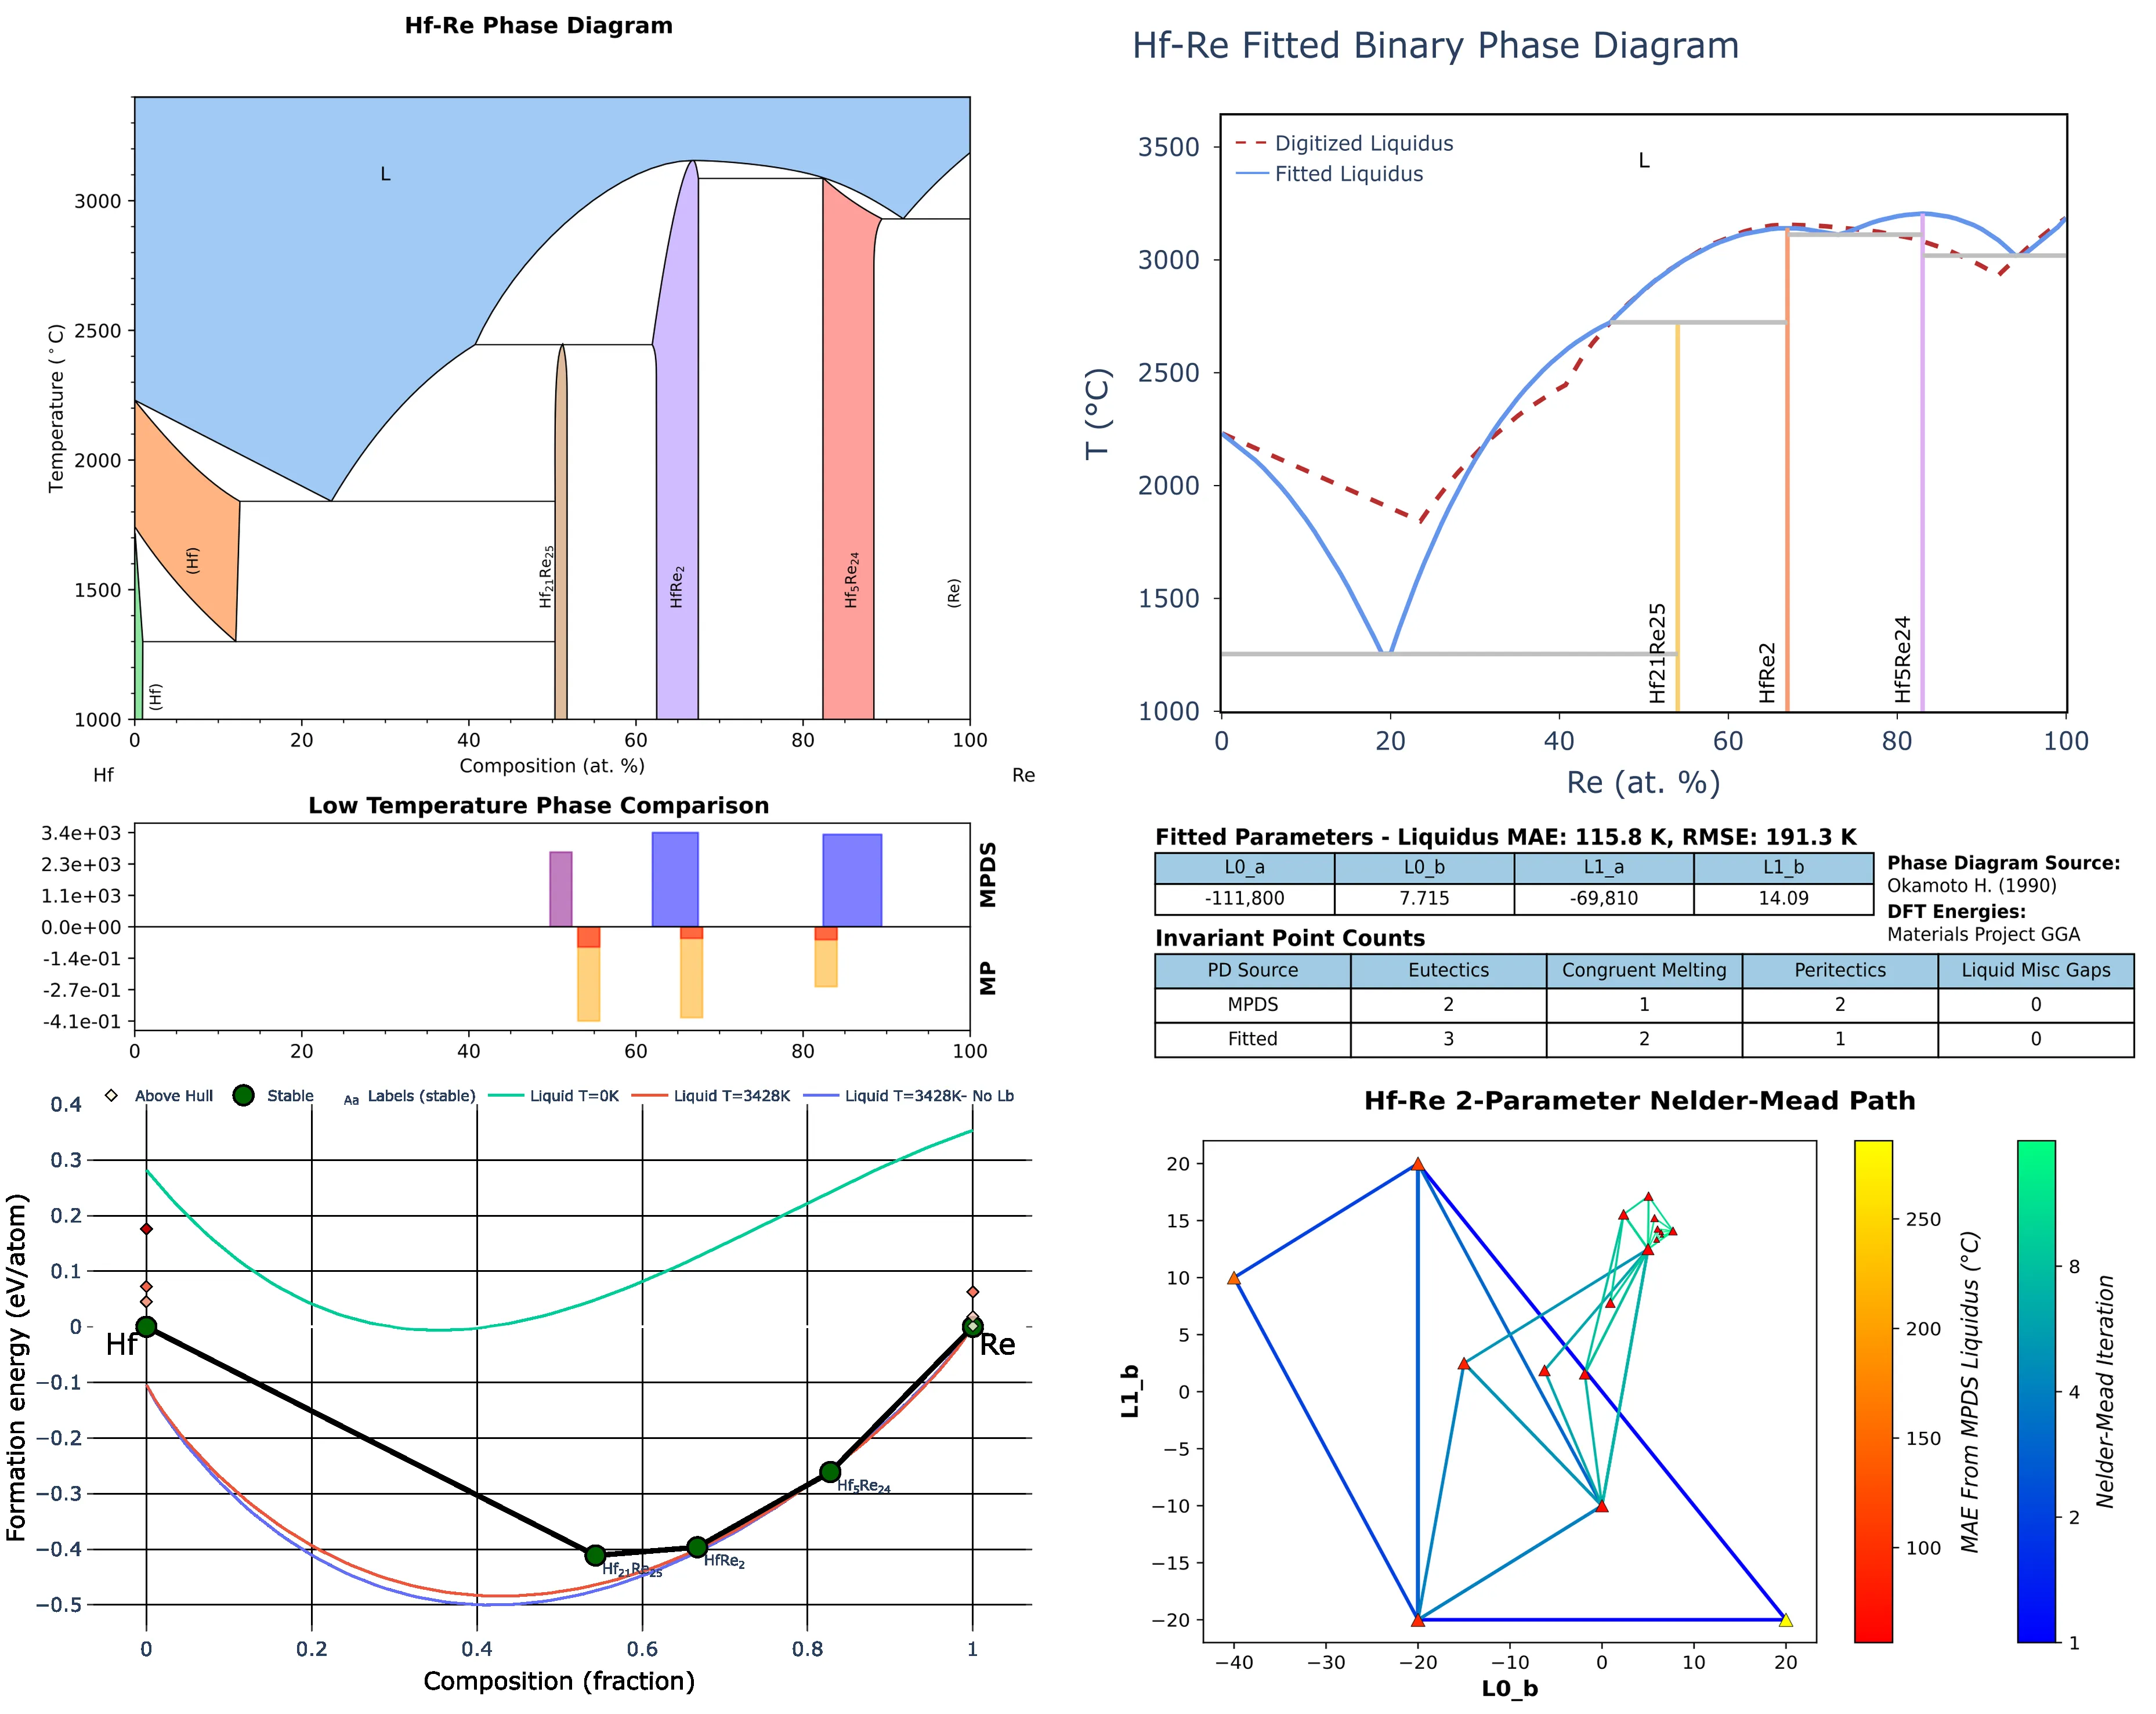 Hf-Re Phase Diagram
Temperature (°C)
3000
2500
2000
1500
1000
L
(Hf)
(Hf)
Hf21Re25
HfRe2
Hf5Re24
(Re)
0 20 40 60 80 100
Composition (at. %)
Hf Re
Low Temperature Phase Comparison
3.4e+03
2.3e+03
1.1e+03
0.0e+00
-1.4e-01
-2.7e-01
-4.1e-01
MPDS
MP
0 20 40 60 80 100
Above Hull Stable Aa Labels (stable) Liquid T=0K Liquid T=3428K Liquid T=3428K- No Lb
Formation energy (eV/atom)
0.4
0.3
0.2
0.1
0
−0.1
−0.2
−0.3
−0.4
−0.5
Hf
Re
Hf21Re25
HfRe2
Hf5Re24
0 0.2 0.4 0.6 0.8 1
Composition (fraction)
Hf-Re Fitted Binary Phase Diagram
Digitized Liquidus
Fitted Liquidus
L
T (°C)
3500
3000
2500
2000
1500
1000
Hf21Re25
HfRe2
Hf5Re24
0 20 40 60 80 100
Re (at. %)
Fitted Parameters - Liquidus MAE: 115.8 K, RMSE: 191.3 K
L0_a L0_b L1_a L1_b
-111,800 7.715 -69,810 14.09
Phase Diagram Source:
Okamoto H. (1990)
DFT Energies:
Materials Project GGA
Invariant Point Counts
PD Source Eutectics Congruent Melting Peritectics Liquid Misc Gaps
MPDS 2 1 2 0
Fitted 3 2 1 0
Hf-Re 2-Parameter Nelder-Mead Path
L1_b
20
15
10
5
0
−5
−10
−15
−20
−40 −30 −20 −10 0 10 20
L0_b
250
200
150
100
MAE From MPDS Liquidus (°C)
8
4
2
1
Nelder-Mead Iteration